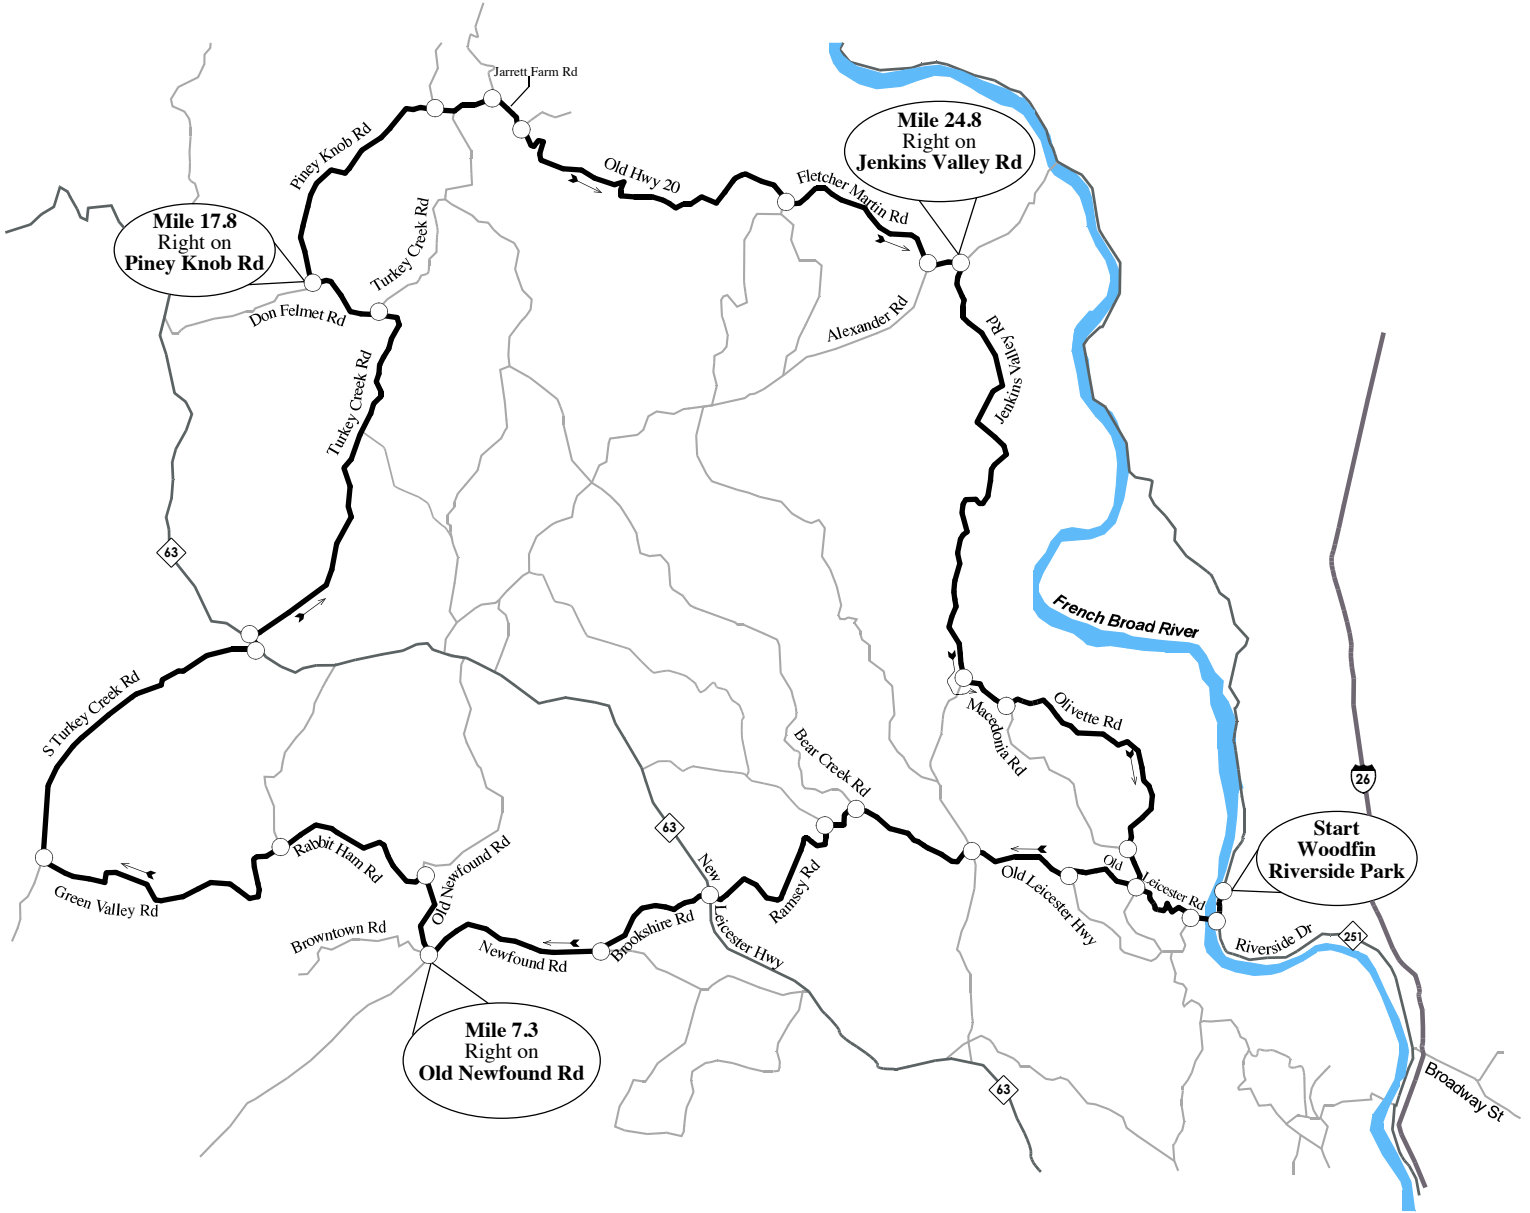 Jarrett Farm Rd
Piney Knob Rd
Mile 24.8
Right on
Jenkins Valley Rd
Old Hwy 20
Fletcher Martin Rd
Mile 17.8
Right on
Piney Knob Rd
Turkey Creek Rd
Don Felmet Rd
Alexander Rd
Jenkins Valley Rd
Turkey Creek Rd
63
French Broad River
S Turkey Creek Rd
Olivette Rd
Macedonia Rd
Bear Creek Rd
26
63
Start
Woodfin
Riverside Park
Rabbit Ham Rd
Old Newfound Rd
New
Leicester Hwy
Ramsey Rd
Old
Leicester Rd
Old Leicester Hwy
Green Valley Rd
Browntown Rd
Newfound Rd
Brookshire Rd
Riverside Dr
251
Mile 7.3
Right on
Old Newfound Rd
63
Broadway St